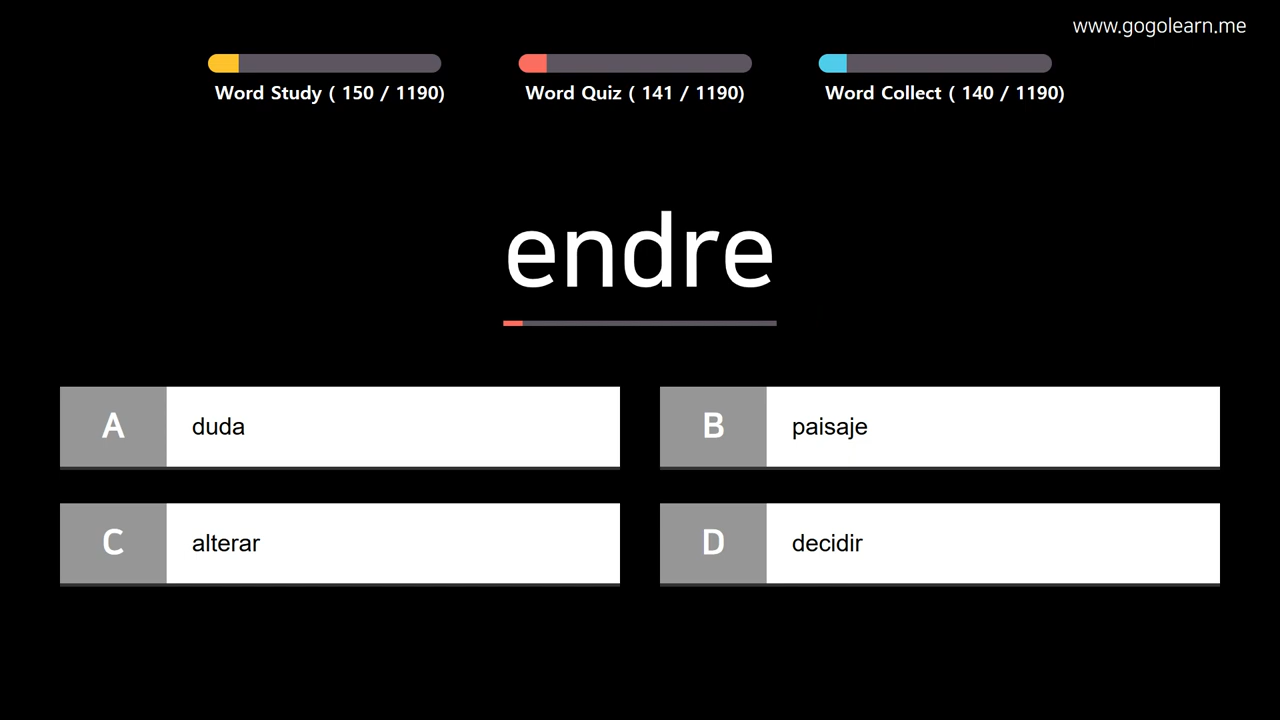 www.gogolearn.me
Word Study ( 150 / 1190)
Word Quiz ( 141 / 1190)
Word Collect ( 140 / 1190)
endre
A duda
B paisaje
C alterar
D decidir